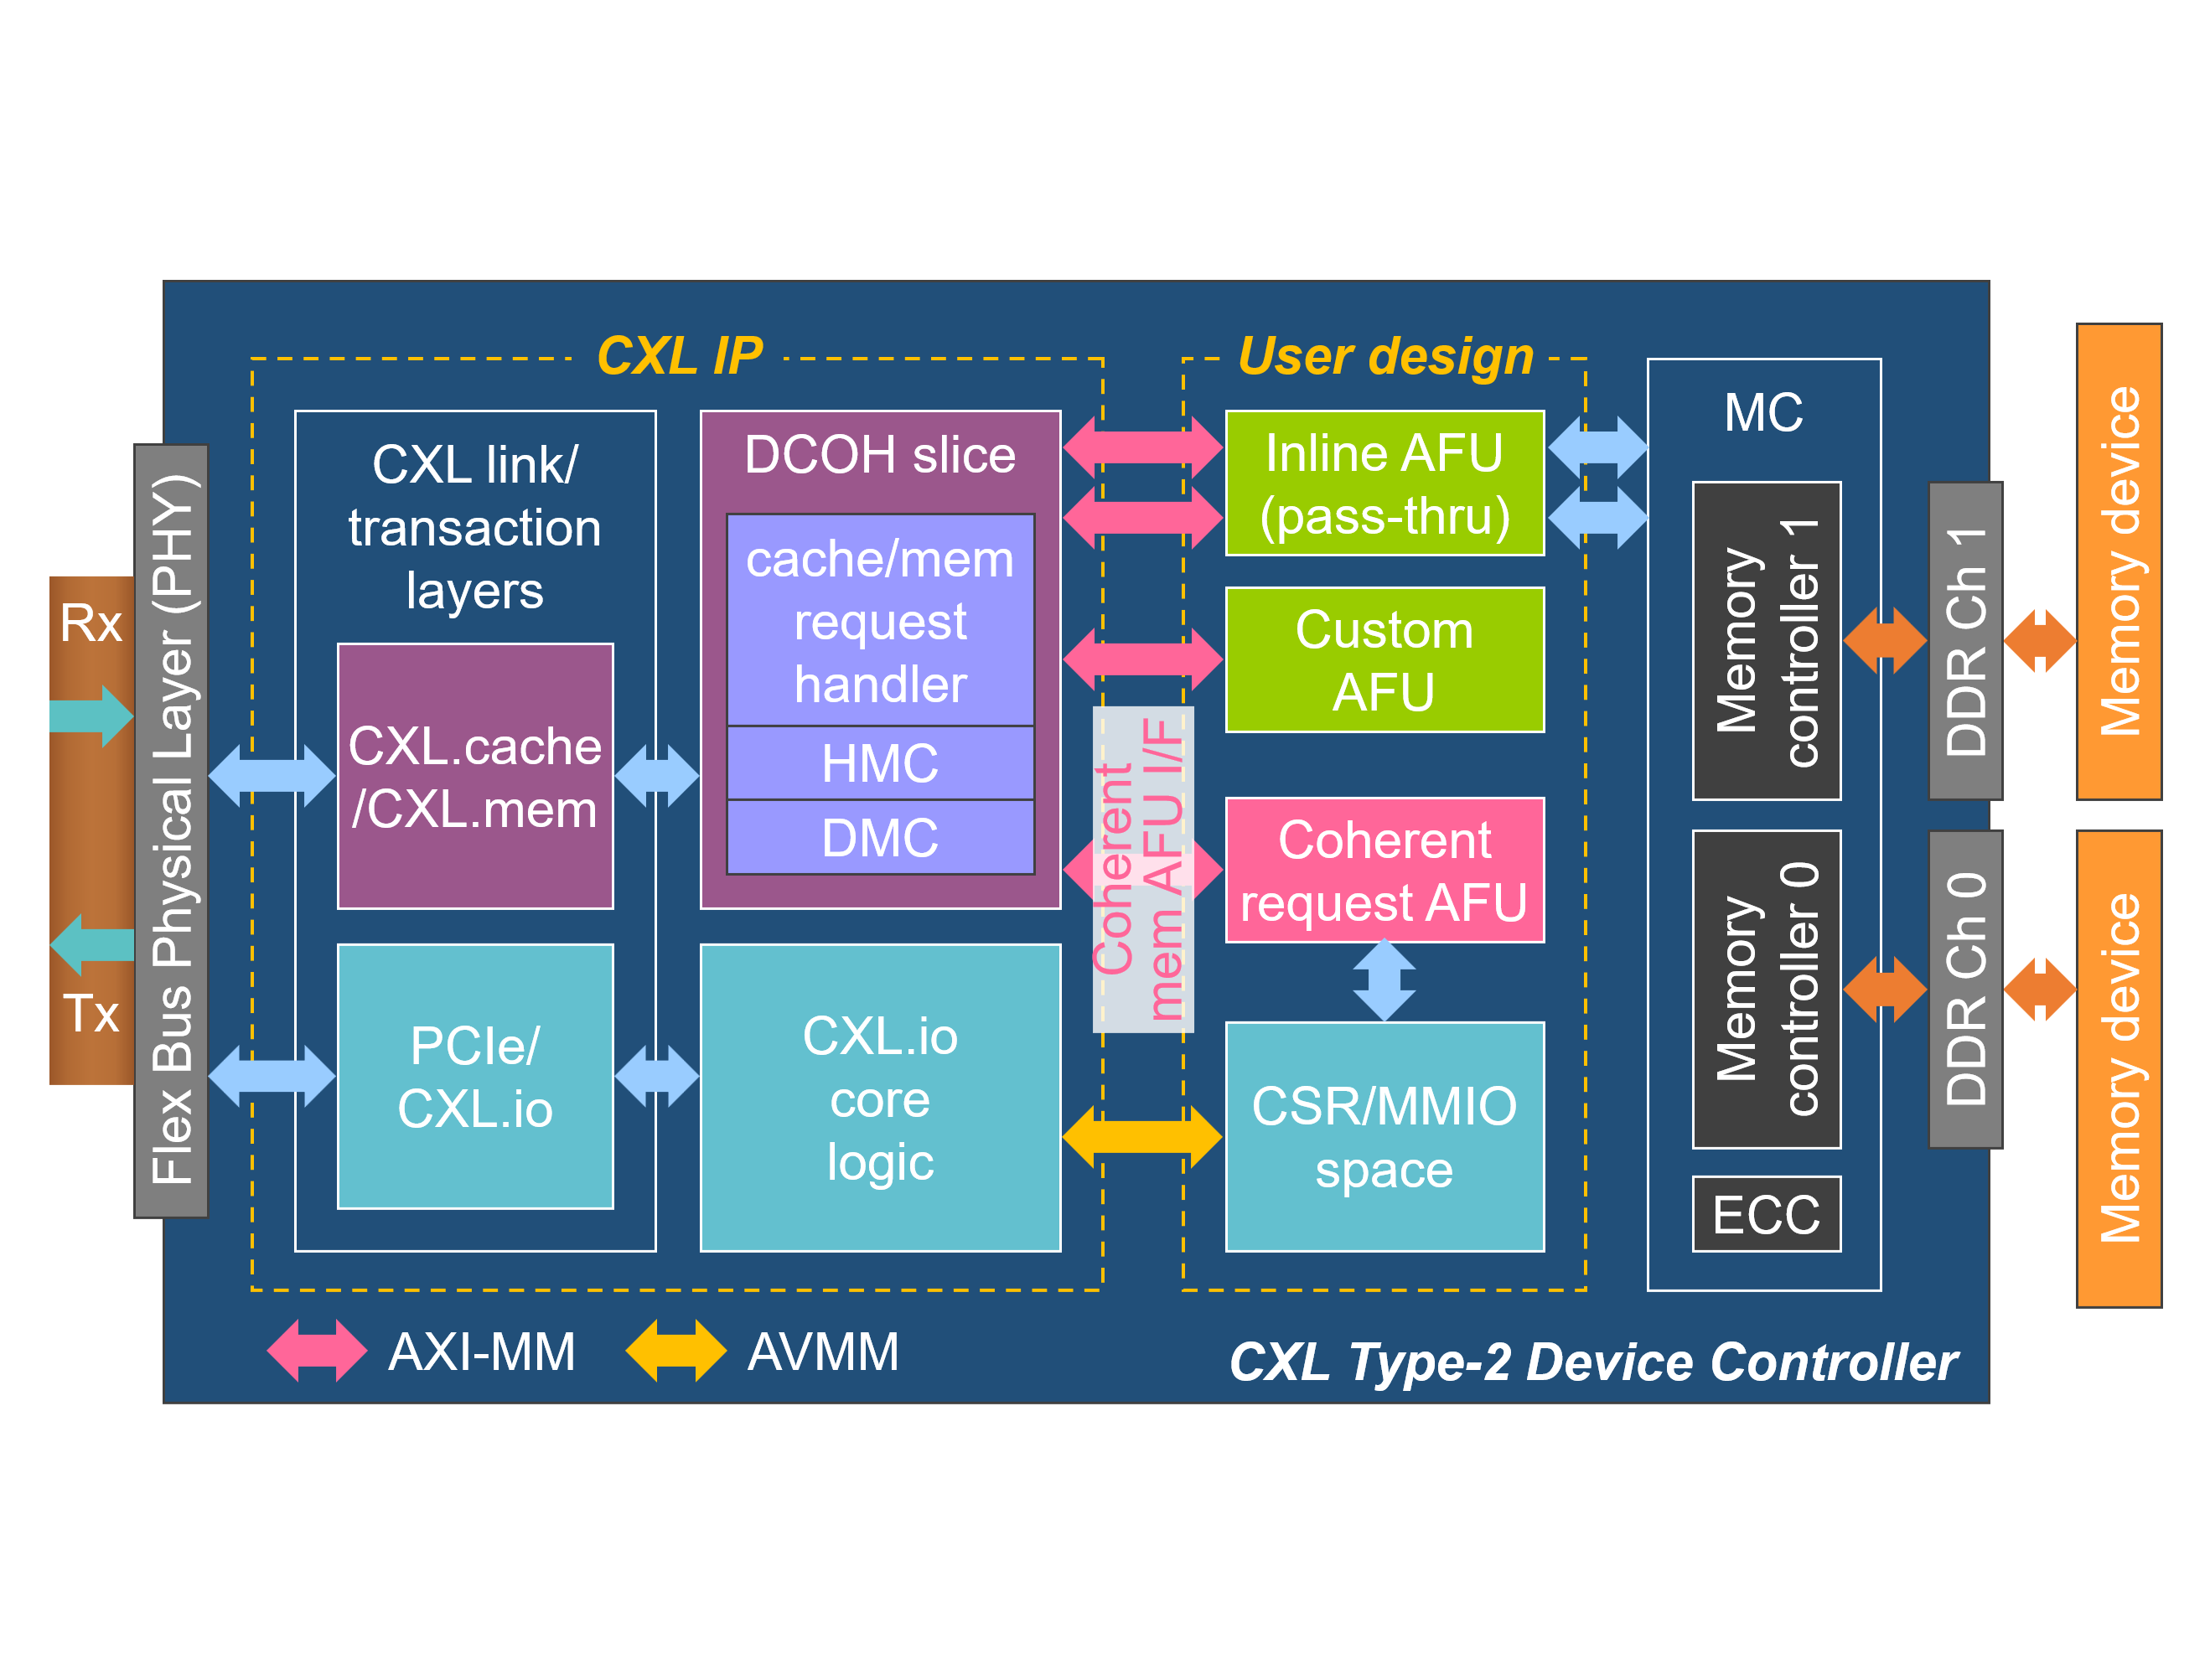 CXL IP
User design
Rx
Tx
Flex Bus Physical Layer (PHY)
CXL link/
transaction
layers
CXL.cache
/CXL.mem
PCIe/
CXL.io
DCOH slice
cache/mem
request
handler
HMC
DMC
CXL.io
core
logic
Coherent
mem AFU I/F
Inline AFU
(pass-thru)
Custom
AFU
Coherent
request AFU
CSR/MMIO
space
MC
Memory
controller 1
Memory
controller 0
ECC
DDR Ch 1
DDR Ch 0
Memory device
Memory device
AXI-MM
AVMM
CXL Type-2 Device Controller